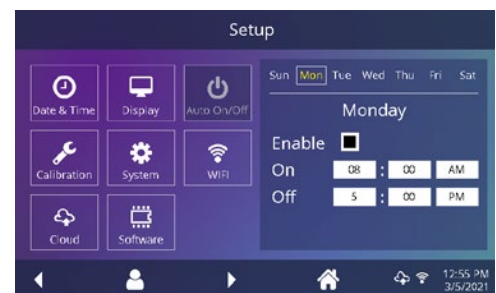 Setup
Date & Time
Display
Auto On/Off
Calibration
System
WIFI
Cloud
Software
Sun Mon Tue Wed Thu Fri Sat
Monday
Enable
On 08 : 00 AM
Off 5 : 00 PM
12:55 PM
3/5/2021